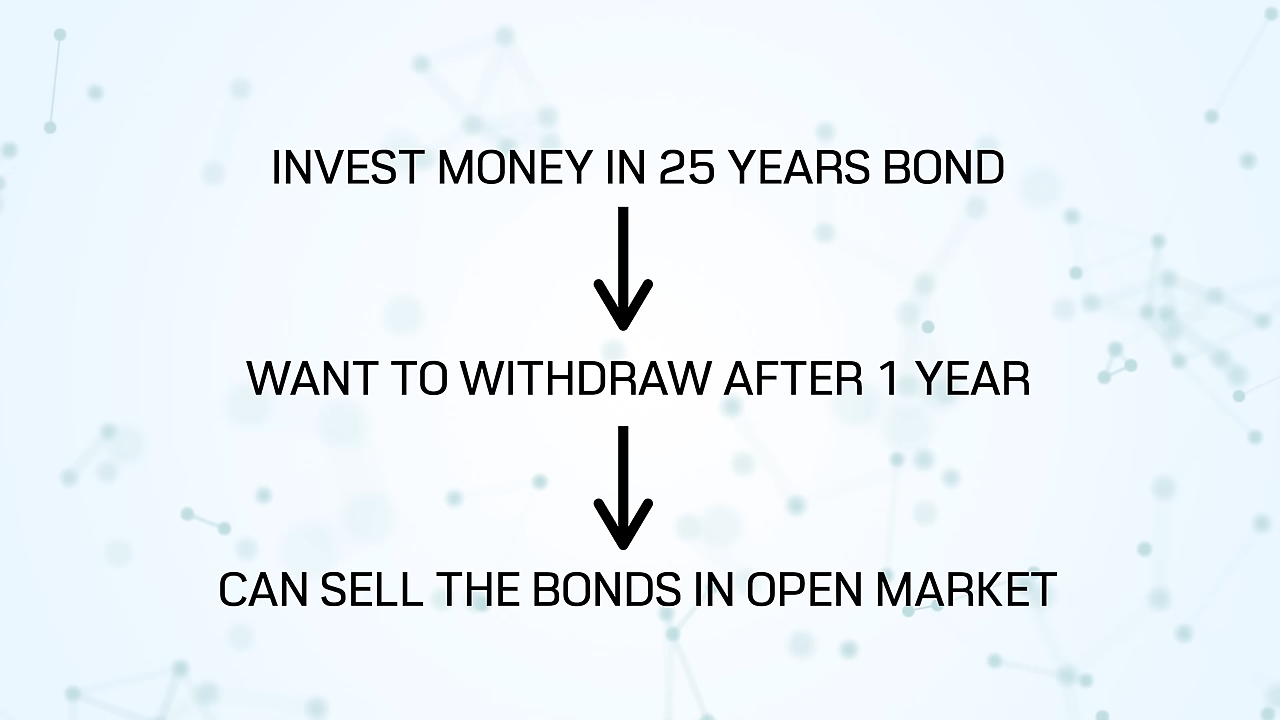 INVEST MONEY IN 25 YEARS BOND
WANT TO WITHDRAW AFTER 1 YEAR
CAN SELL THE BONDS IN OPEN MARKET